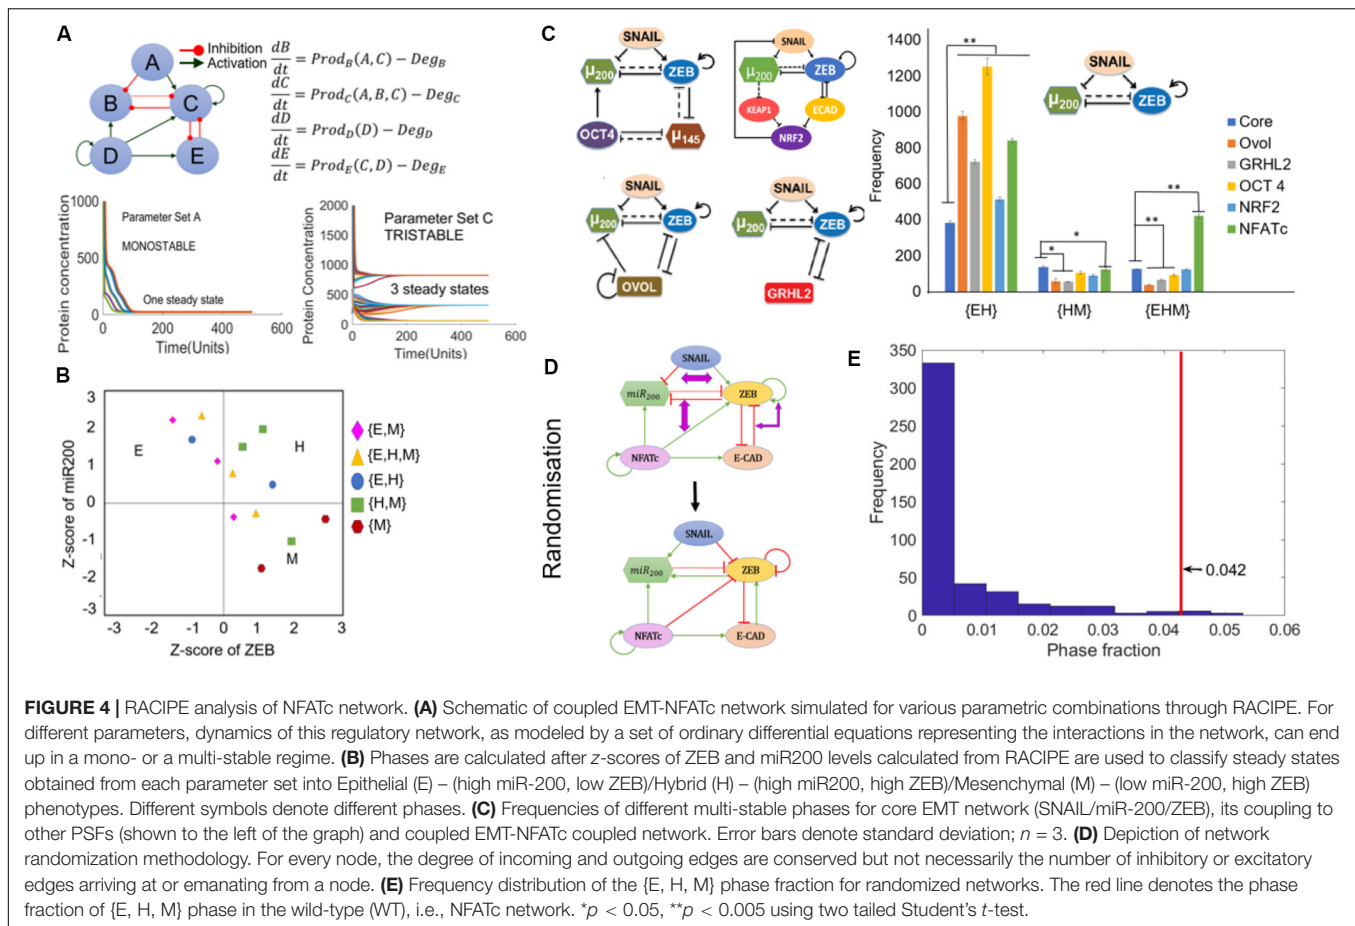 A
A
B
C
D
E
Inhibition
Activation
dB/dt = Prod_B(A,C) − Deg_B
dC/dt = Prod_C(A,B,C) − Deg_C
dD/dt = Prod_D(D) − Deg_D
dE/dt = Prod_E(C,D) − Deg_E
Protein concentration
1000
500
0
Parameter Set A
MONOSTABLE
One steady state
0 200 400 600
Time(Units)
Protein Concentration
2000
1500
1000
500
0
Parameter Set C
TRISTABLE
3 steady states
0 200 400 600
Time(Units)
B
Z-score of miR200
3
2
1
0
-1
-2
-3
E
H
M
-3 -2 -1 0 1 2 3
Z-score of ZEB
{E,M}
{E,H,M}
{E,H}
{H,M}
{M}
C
SNAIL
μ200
ZEB
OCT4
μ145
SNAIL
μ200
ZEB
KEAP1
ECAD
NRF2
SNAIL
μ200
ZEB
OVOL
SNAIL
μ200
ZEB
GRHL2
Frequency
1400
1200
1000
800
600
400
200
0
**
*
*
**
**
{EH} {HM} {EHM}
SNAIL
μ200
ZEB
Core
Ovol
GRHL2
OCT 4
NRF2
NFATc
D
Randomisation
SNAIL
miR200
ZEB
NFATc
E-CAD
SNAIL
miR200
ZEB
NFATc
E-CAD
E
Frequency
350
300
250
200
150
100
50
0
0.042
0 0.01 0.02 0.03 0.04 0.05 0.06
Phase fraction
FIGURE 4 | RACIPE analysis of NFATc network. (A) Schematic of coupled EMT-NFATc network simulated for various parametric combinations through RACIPE. For
different parameters, dynamics of this regulatory network, as modeled by a set of ordinary differential equations representing the interactions in the network, can end
up in a mono- or a multi-stable regime. (B) Phases are calculated after z-scores of ZEB and miR200 levels calculated from RACIPE are used to classify steady states
obtained from each parameter set into Epithelial (E) – (high miR-200, low ZEB)/Hybrid (H) – (high miR200, high ZEB)/Mesenchymal (M) – (low miR-200, high ZEB)
phenotypes. Different symbols denote different phases. (C) Frequencies of different multi-stable phases for core EMT network (SNAIL/miR-200/ZEB), its coupling to
other PSFs (shown to the left of the graph) and coupled EMT-NFATc coupled network. Error bars denote standard deviation; n = 3. (D) Depiction of network
randomization methodology. For every node, the degree of incoming and outgoing edges are conserved but not necessarily the number of inhibitory or excitatory
edges arriving at or emanating from a node. (E) Frequency distribution of the {E, H, M} phase fraction for randomized networks. The red line denotes the phase
fraction of {E, H, M} phase in the wild-type (WT), i.e., NFATc network. *p < 0.05, **p < 0.005 using two tailed Student's t-test.